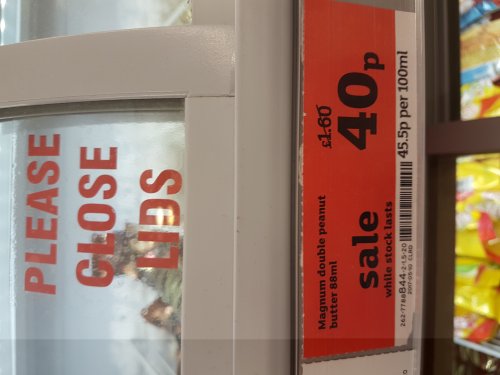 PLEASE
CLOSE
LIDS
£1.60
40p
Magnum double peanut
butter 88ml
sale
while stock lasts
45.5p per 100ml